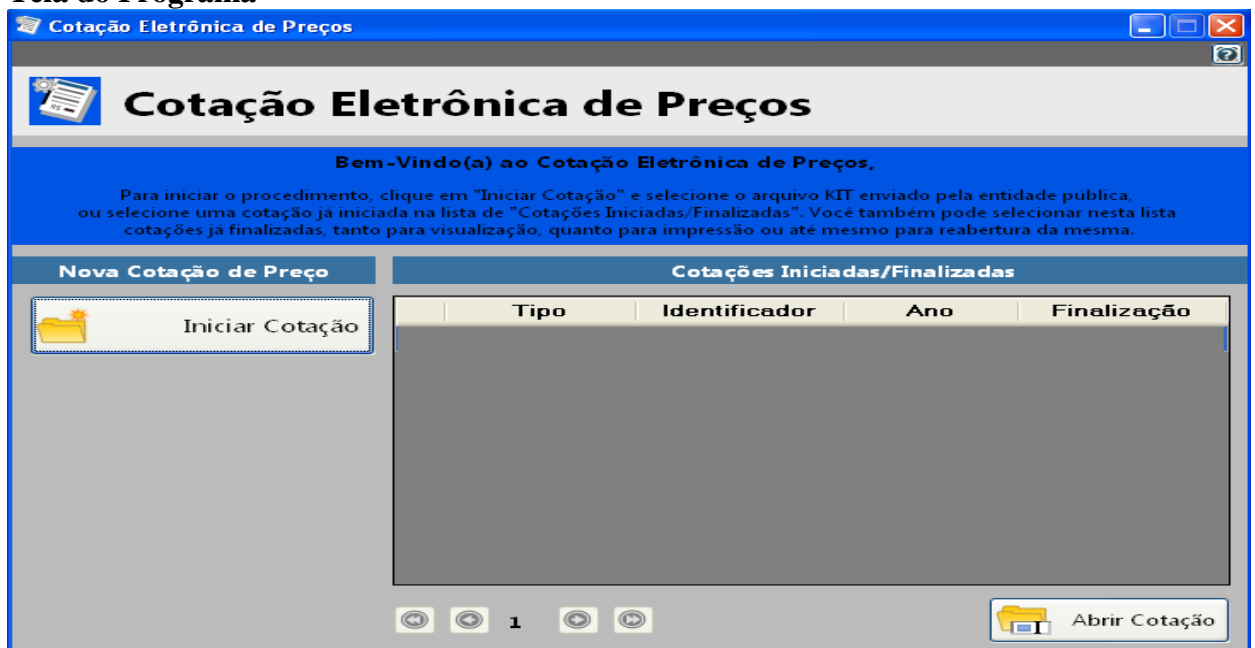 Tela do Programa
Cotação Eletrônica de Preços
Cotação Eletrônica de Preços
Bem-Vindo(a) ao Cotação Eletrônica de Preços,
Para iniciar o procedimento, clique em "Iniciar Cotação" e selecione o arquivo KIT enviado pela entidade pública,
ou selecione uma cotação já iniciada na lista de "Cotações Iniciadas/Finalizadas". Você também pode selecionar nesta lista
cotações já finalizadas, tanto para visualização, quanto para impressão ou até mesmo para reabertura da mesma.
Nova Cotação de Preço
Cotações Iniciadas/Finalizadas
Iniciar Cotação
Tipo Identificador Ano Finalização
1
Abrir Cotação